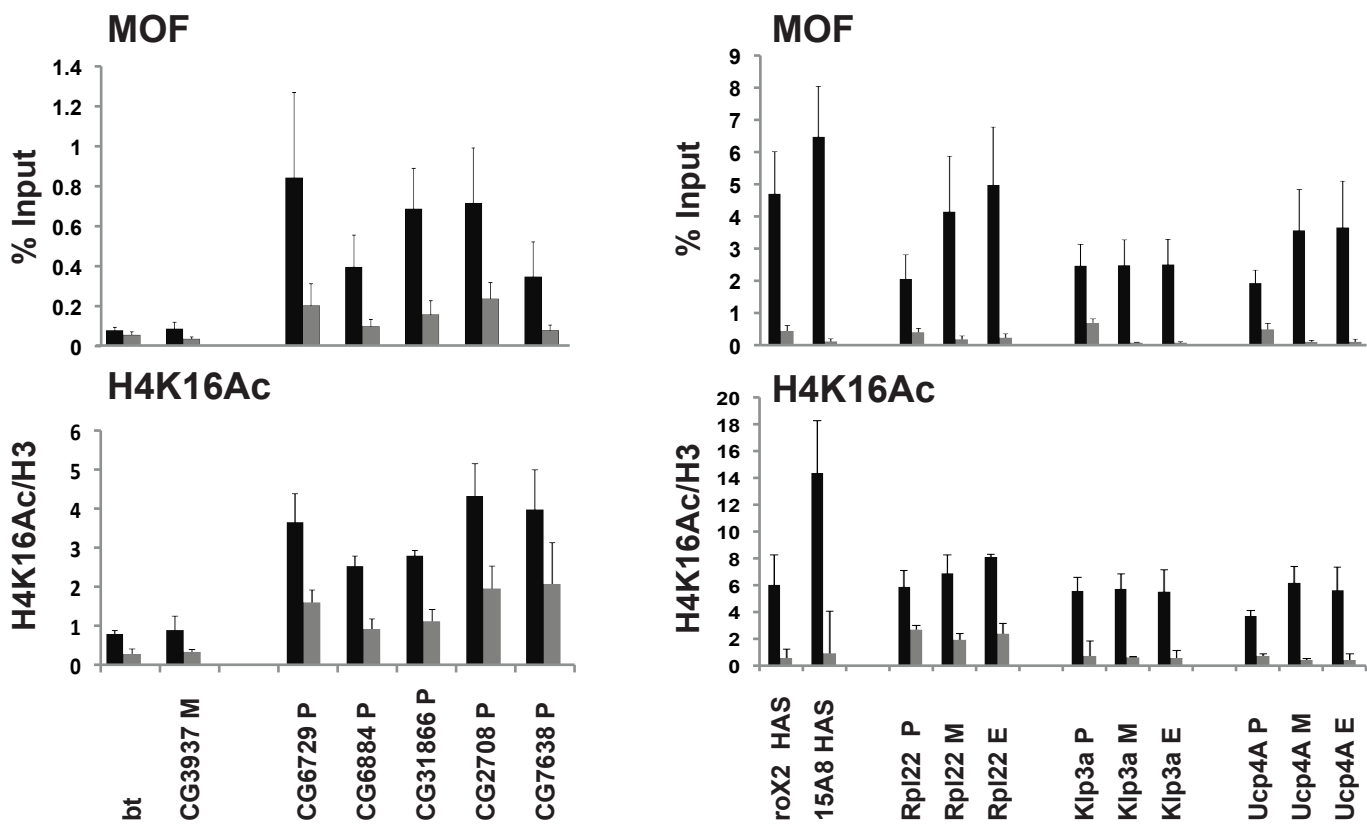 MOF
% Input
1.4
1.2
1
0.8
0.6
0.4
0.2
0
H4K16Ac
H4K16Ac/H3
6
5
4
3
2
1
0
bt
CG3937 M
CG6729 P
CG6884 P
CG31866 P
CG2708 P
CG7638 P
MOF
% Input
9
8
7
6
5
4
3
2
1
0
H4K16Ac
H4K16Ac/H3
20
18
16
14
12
10
8
6
4
2
0
roX2 HAS
15A8 HAS
Rpl22 P
Rpl22 M
Rpl22 E
Klp3a P
Klp3a M
Klp3a E
Ucp4A P
Ucp4A M
Ucp4A E